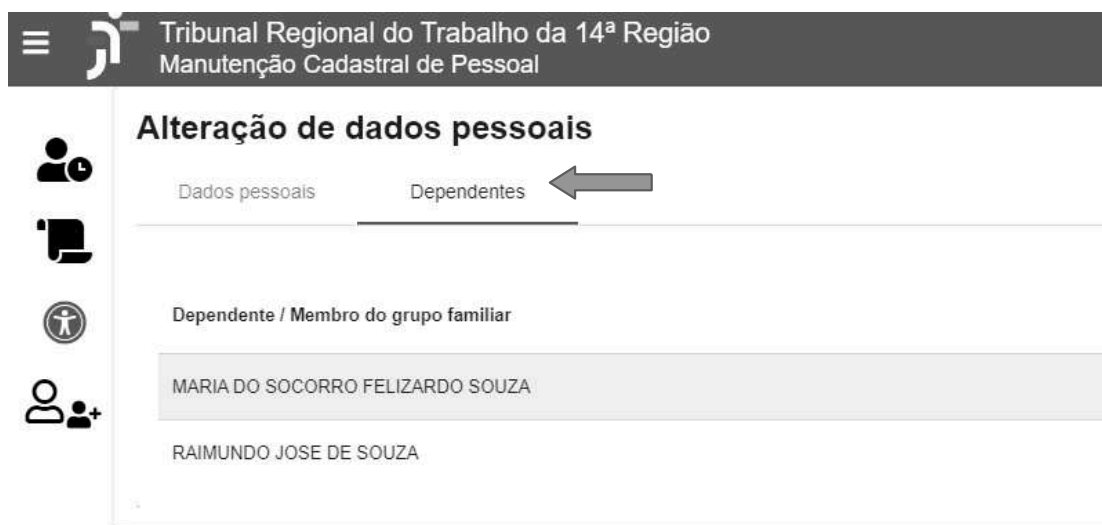 Tribunal Regional do Trabalho da 14ª Região
Manutenção Cadastral de Pessoal
Alteração de dados pessoais
Dados pessoais Dependentes
Dependente / Membro do grupo familiar
MARIA DO SOCORRO FELIZARDO SOUZA
RAIMUNDO JOSE DE SOUZA